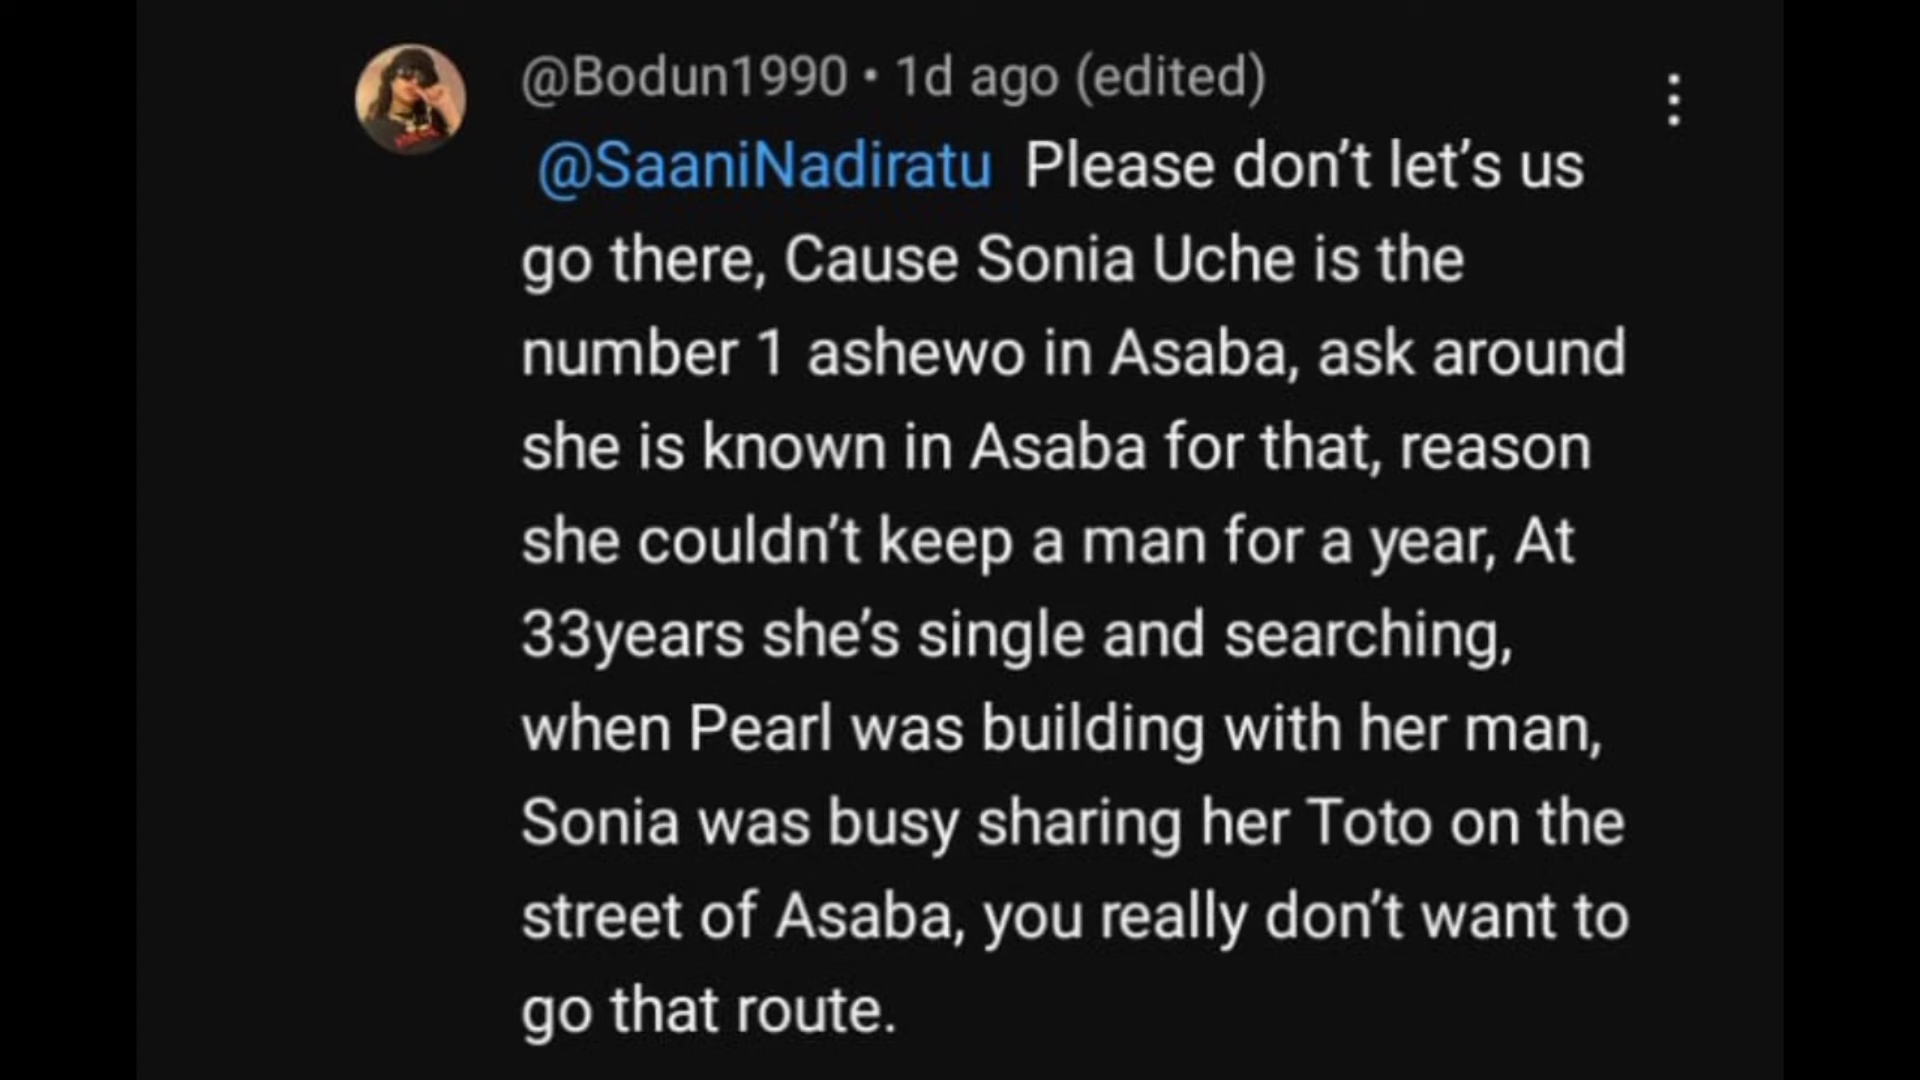 @Bodun1990 • 1d ago (edited)
@SaaniNadiratu Please don't let's us
go there, Cause Sonia Uche is the
number 1 ashewo in Asaba, ask around
she is known in Asaba for that, reason
she couldn't keep a man for a year, At
33years she's single and searching,
when Pearl was building with her man,
Sonia was busy sharing her Toto on the
street of Asaba, you really don't want to
go that route.